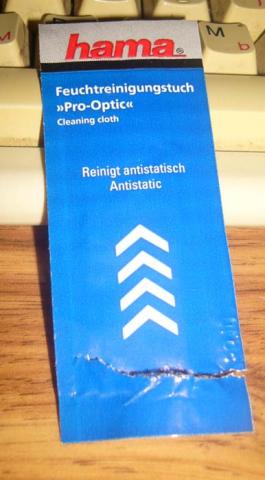 hama®
Feuchtreinigungstuch
»Pro-Optic«
Cleaning cloth
Reinigt antistatisch
Antistatic
M
b
M